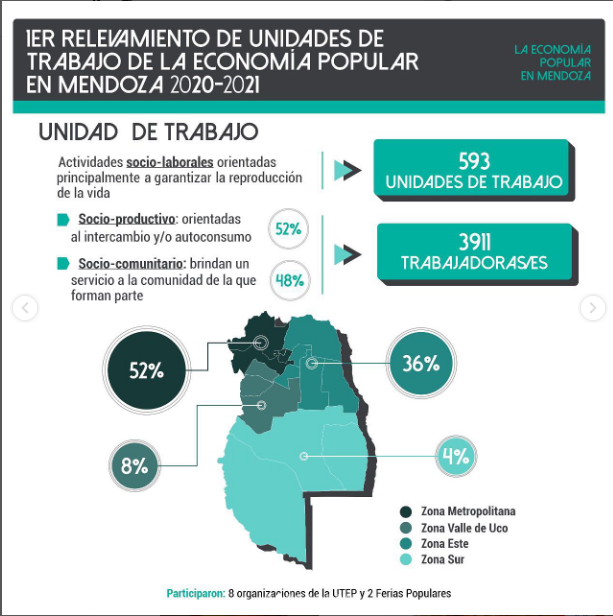 1ER RELEVAMIENTO DE UNIDADES DE
TRABAJO DE LA ECONOMÍA POPULAR
EN MENDOZA 2020-2021
LA ECONOMÍA
POPULAR
EN MENDOZA
UNIDAD DE TRABAJO
Actividades socio-laborales orientadas
principalmente a garantizar la reproducción
de la vida
593
UNIDADES DE TRABAJO
Socio-productivo: orientadas
al intercambio y/o autoconsumo
52%
Socio-comunitario: brindan un
servicio a la comunidad de la que
forman parte
48%
3911
TRABAJADORAS/ES
52%
36%
8%
4%
Zona Metropolitana
Zona Valle de Uco
Zona Este
Zona Sur
Participaron: 8 organizaciones de la UTEP y 2 Ferias Populares